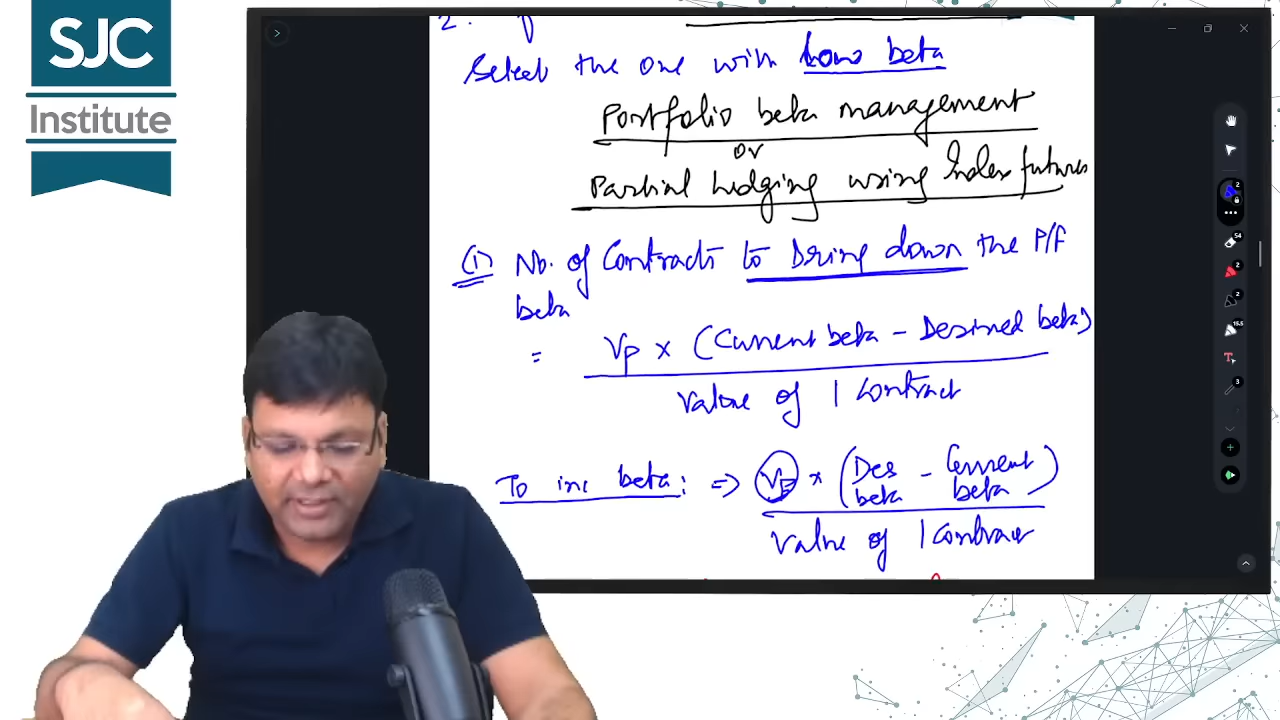 SJC
Institute
2.
Select the one with low beta
Portfolio beta management
or
Partial hedging using Index futures
(1) No. of Contracts to bring down the P/F
beta
= VP × (Current beta - Desired beta)
Value of 1 Contract
To inc beta: => VP × (Des beta - Current beta)
Value of 1 Contract